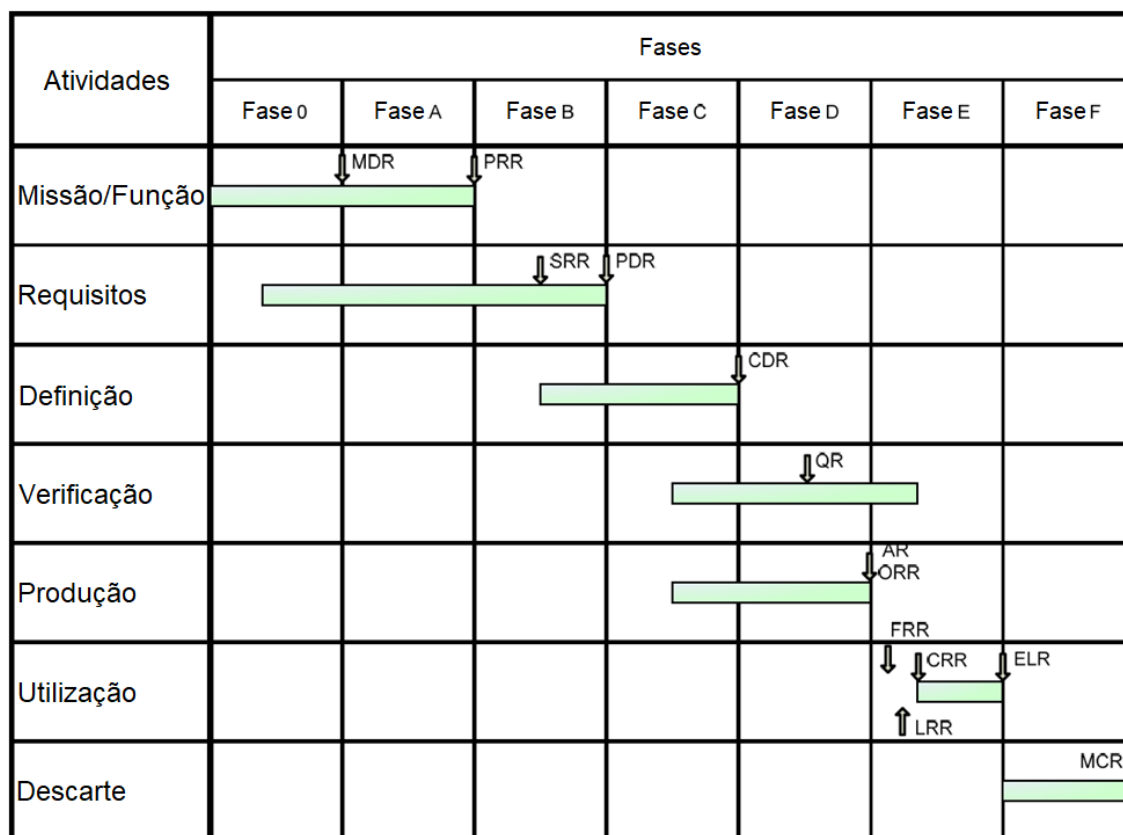 Atividades
Fases
Fase 0
Fase A
Fase B
Fase C
Fase D
Fase E
Fase F
Missão/Função
MDR
PRR
Requisitos
SRR
PDR
Definição
CDR
Verificação
QR
Produção
AR
ORR
Utilização
FRR
CRR
ELR
LRR
Descarte
MCR